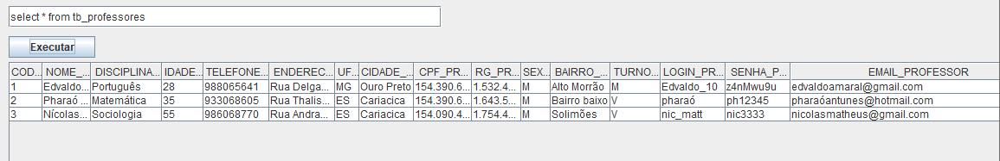 select * from tb_professores
Executar
COD... NOME_... DISCIPLINA... IDADE... TELEFONE... ENDEREC... UF... CIDADE_... CPF_PR... RG_PR... SEX... BAIRRO_... TURNO... LOGIN_PR... SENHA_P... EMAIL_PROFESSOR
1 Edvaldo... Português 28 988065641 Rua Delga... MG Ouro Preto 154.390.6... 1.532.4... M Alto Morrão M Edvaldo_10 z4nMwu9u edvaldoamaral@gmail.com
2 Pharaó ... Matemática 35 933068605 Rua Thalis... ES Cariacica 154.390.6... 1.643.5... M Bairro baixo V pharaó ph12345 pharaóantunes@hotmail.com
3 Nícolas... Sociologia 55 986068770 Rua Andra... ES Cariacica 154.090.4... 1.754.4... M Solimões V nic_matt nic3333 nicolasmatheus@gmail.com